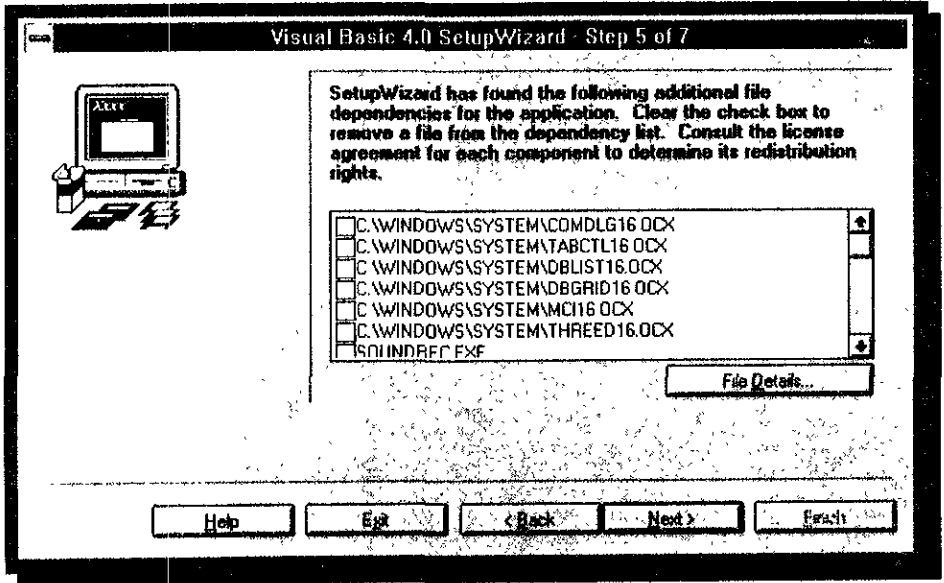 Visual Basic 4.0 SetupWizard - Step 5 of 7
SetupWizard has found the following additional file
dependencies for the application. Clear the check box to
remove a file from the dependency list. Consult the license
agreement for each component to determine its redistribution
rights.
C:\WINDOWS\SYSTEM\COMDLG16.OCX
C:\WINDOWS\SYSTEM\TABCTL16.OCX
C:\WINDOWS\SYSTEM\DBLIST16.OCX
C:\WINDOWS\SYSTEM\DBGRID16.OCX
C:\WINDOWS\SYSTEM\MCI16.OCX
C:\WINDOWS\SYSTEM\THREED16.OCX
SOUNDREC.EXE
File Details...
Help
Exit
< Back
Next >
Finish